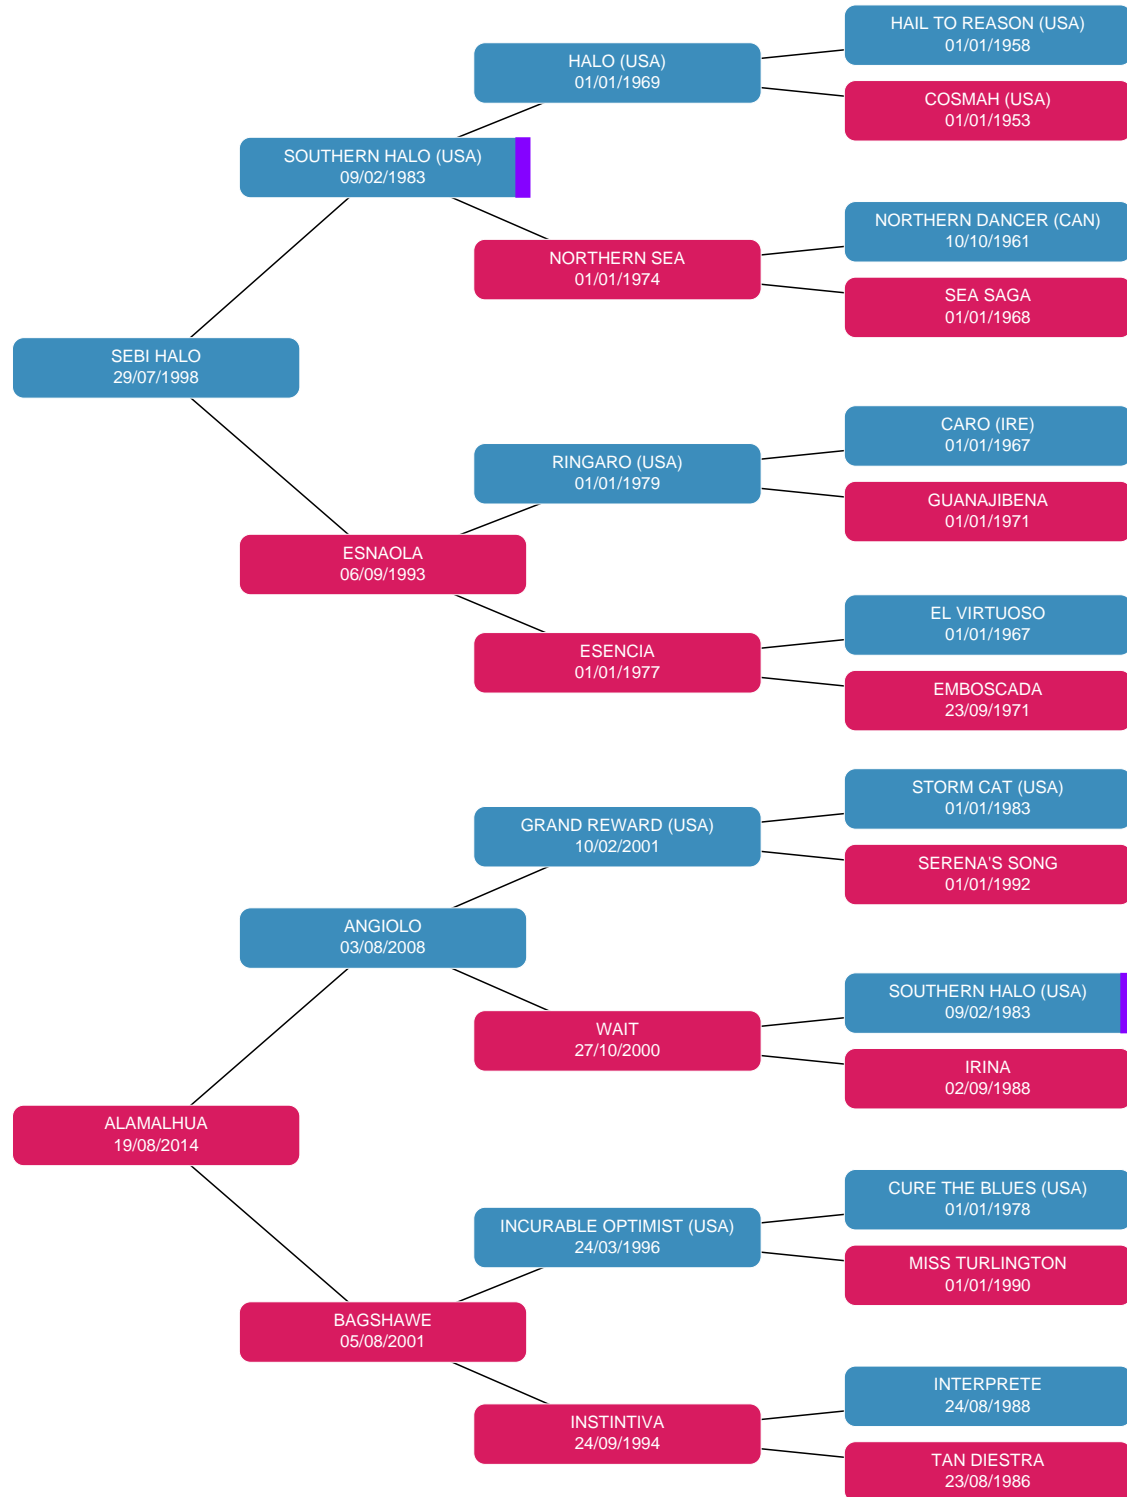 HAIL TO REASON (USA)
01/01/1958
HALO (USA)
01/01/1969
COSMAH (USA)
01/01/1953
SOUTHERN HALO (USA)
09/02/1983
NORTHERN DANCER (CAN)
10/10/1961
NORTHERN SEA
01/01/1974
SEA SAGA
01/01/1968
SEBI HALO
29/07/1998
CARO (IRE)
01/01/1967
RINGARO (USA)
01/01/1979
GUANAJIBENA
01/01/1971
ESNAOLA
06/09/1993
EL VIRTUOSO
01/01/1967
ESENCIA
01/01/1977
EMBOSCADA
23/09/1971
STORM CAT (USA)
01/01/1983
GRAND REWARD (USA)
10/02/2001
SERENA'S SONG
01/01/1992
ANGIOLO
03/08/2008
SOUTHERN HALO (USA)
09/02/1983
WAIT
27/10/2000
IRINA
02/09/1988
ALAMALHUA
19/08/2014
CURE THE BLUES (USA)
01/01/1978
INCURABLE OPTIMIST (USA)
24/03/1996
MISS TURLINGTON
01/01/1990
BAGSHAWE
05/08/2001
INTERPRETE
24/08/1988
INSTINTIVA
24/09/1994
TAN DIESTRA
23/08/1986